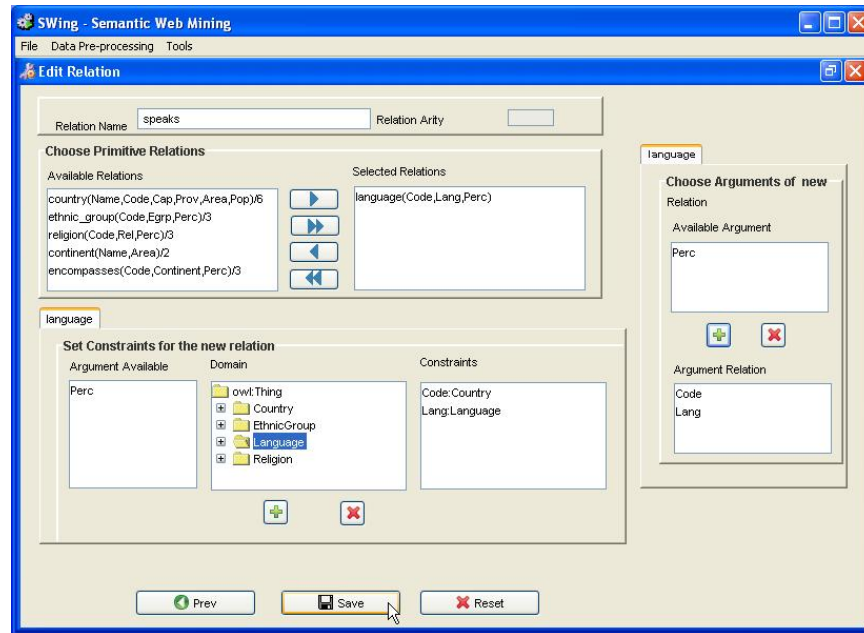 SWing - Semantic Web Mining
File Data Pre-processing Tools
Edit Relation
Relation Name speaks Relation Arity
Choose Primitive Relations
Available Relations
country(Name,Code,Cap,Prov,Area,Pop)/6
ethnic_group(Code,Egrp,Perc)/3
religion(Code,Rel,Perc)/3
continent(Name,Area)/2
encompasses(Code,Continent,Perc)/3
Selected Relations
language(Code,Lang,Perc)
language
Choose Arguments of new
Relation
Available Argument
Perc
Argument Relation
Code
Lang
language
Set Constraints for the new relation
Argument Available
Perc
Domain
owl:Thing
Country
EthnicGroup
Language
Religion
Constraints
Code:Country
Lang:Language
Prev Save Reset